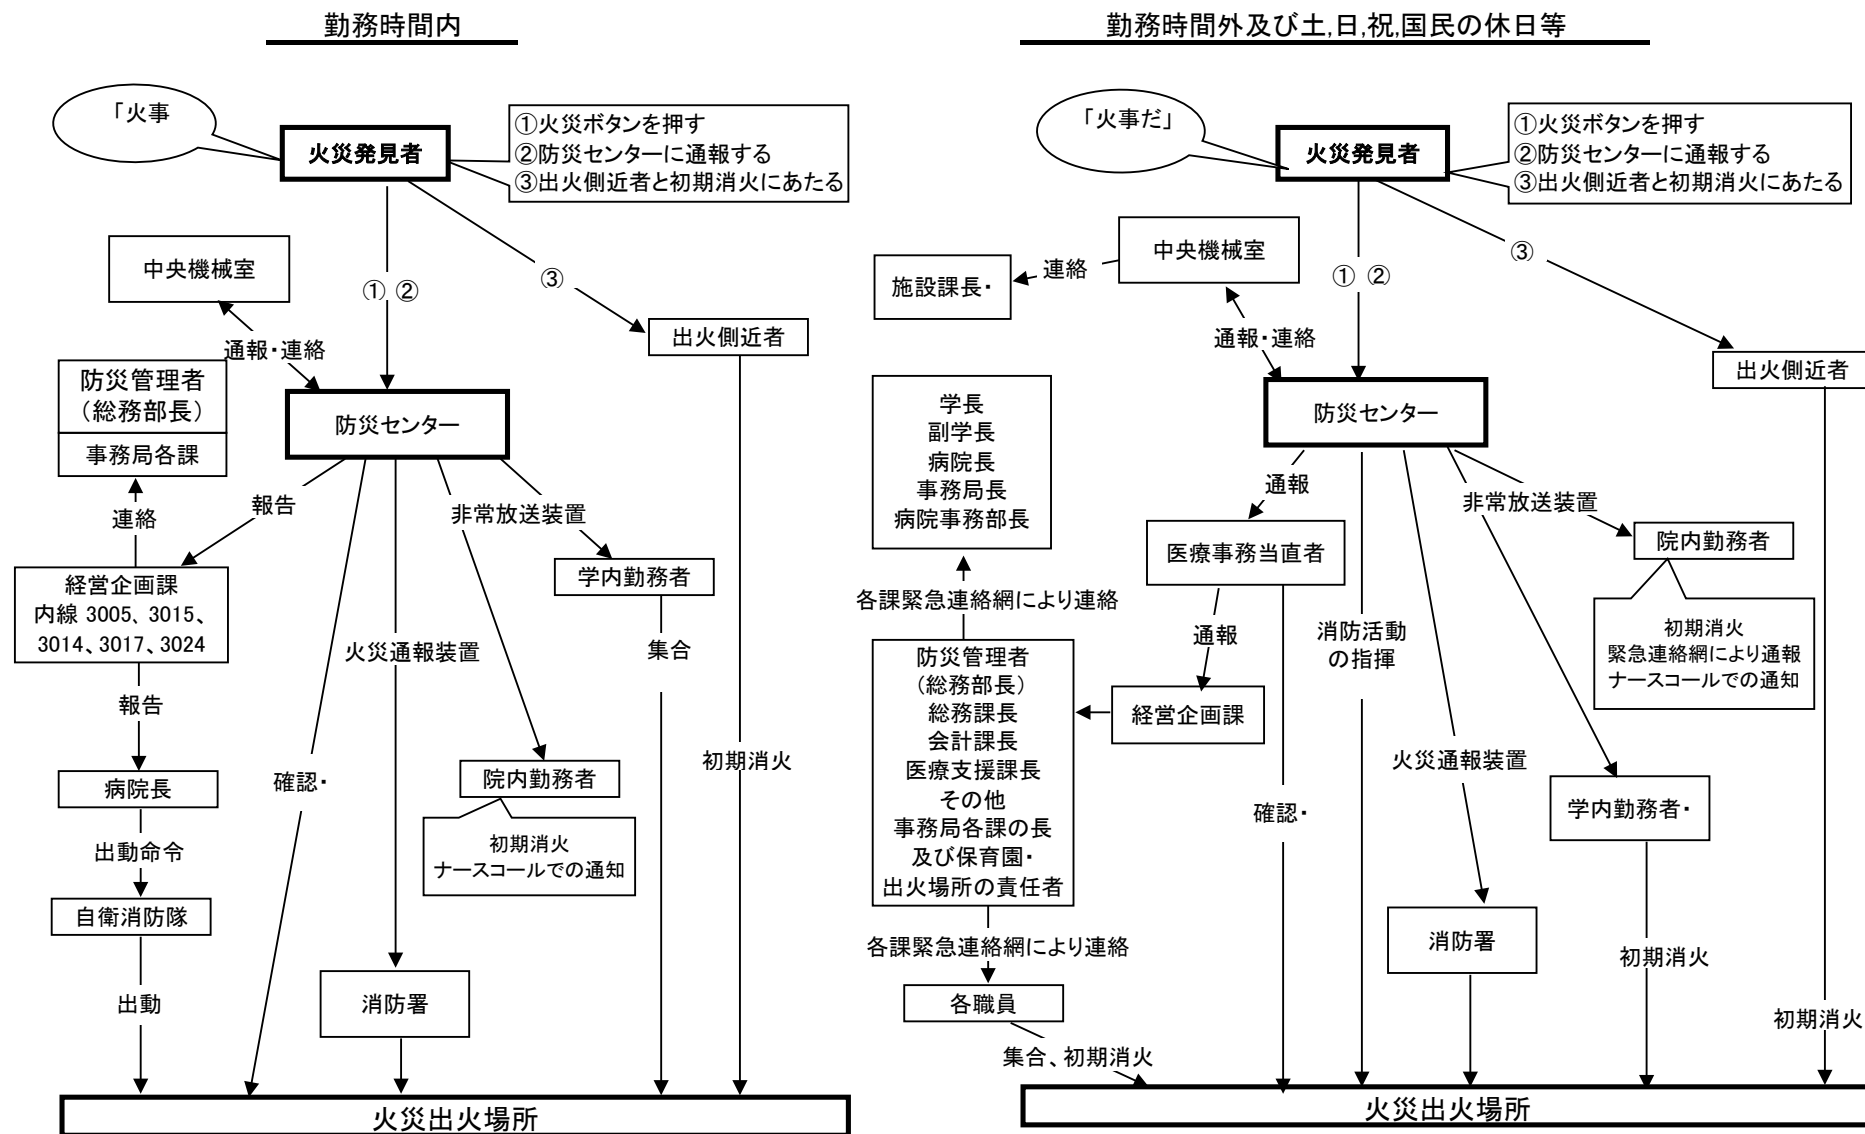 勤務時間内
「火事
火災発見者
①火災ボタンを押す
②防災センターに通報する
③出火側近者と初期消火にあたる
中央機械室
① ②
③
出火側近者
通報・連絡
防災管理者
(総務部長)
事務局各課
防災センター
連絡
報告
非常放送装置
学内勤務者
経営企画課
内線 3005、3015、
3014、3017、3024
火災通報装置
集合
報告
病院長
確認・
院内勤務者
初期消火
初期消火
ナースコールでの通知
出動命令
自衛消防隊
出動
消防署
火災出火場所
勤務時間外及び土,日,祝,国民の休日等
「火事だ」
火災発見者
①火災ボタンを押す
②防災センターに通報する
③出火側近者と初期消火にあたる
中央機械室
連絡
施設課長・
① ②
③
通報・連絡
出火側近者
学長
副学長
病院長
事務局長
病院事務部長
防災センター
通報
非常放送装置
医療事務当直者
院内勤務者
各課緊急連絡網により連絡
通報
消防活動
の指揮
初期消火
緊急連絡網により通報
ナースコールでの通知
防災管理者
(総務部長)
総務課長
会計課長
医療支援課長
その他
事務局各課の長
及び保育園・
出火場所の責任者
経営企画課
火災通報装置
確認・
学内勤務者・
各課緊急連絡網により連絡
消防署
初期消火
各職員
初期消火
集合、初期消火
火災出火場所